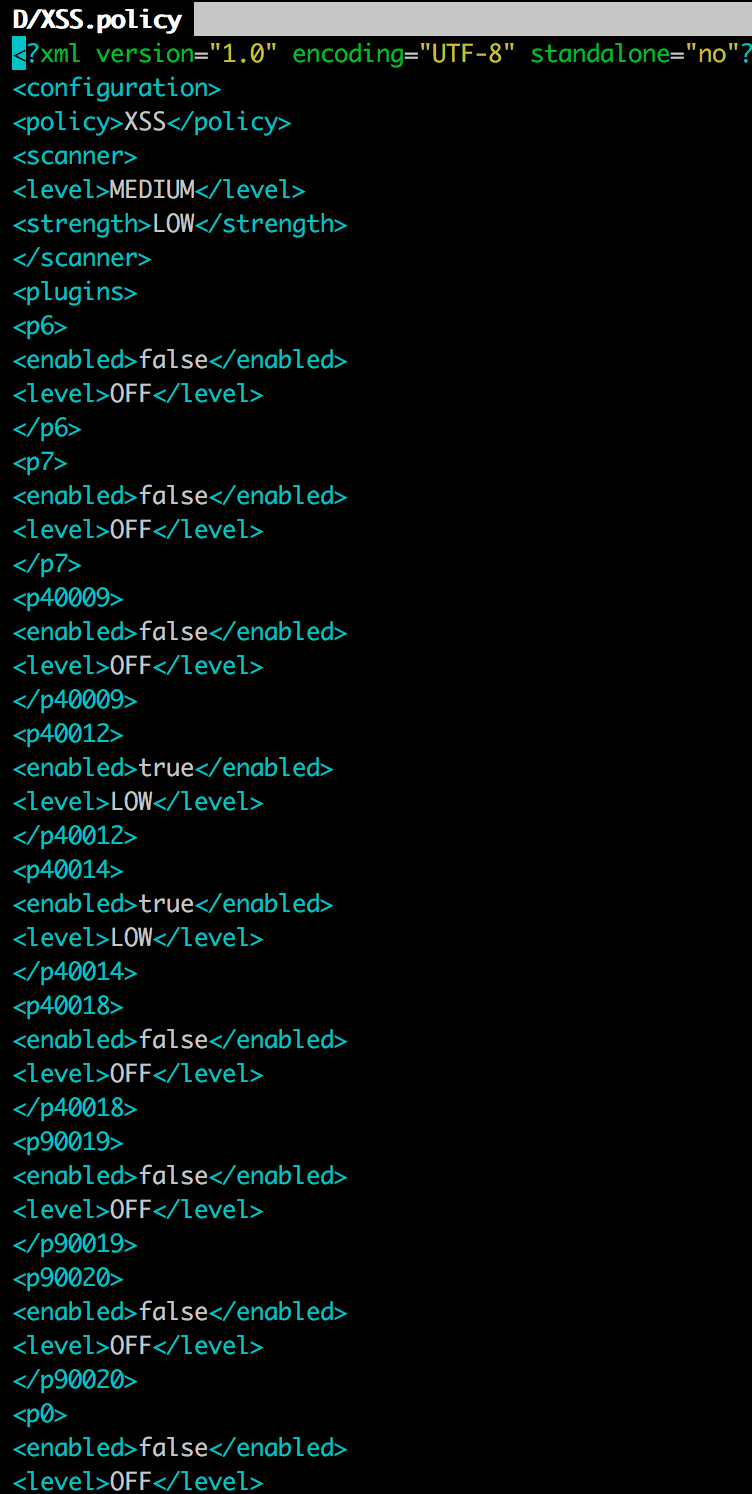 D/XSS.policy
<?xml version="1.0" encoding="UTF-8" standalone="no"?
<configuration>
<policy>XSS</policy>
<scanner>
<level>MEDIUM</level>
<strength>LOW</strength>
</scanner>
<plugins>
<p6>
<enabled>false</enabled>
<level>OFF</level>
</p6>
<p7>
<enabled>false</enabled>
<level>OFF</level>
</p7>
<p40009>
<enabled>false</enabled>
<level>OFF</level>
</p40009>
<p40012>
<enabled>true</enabled>
<level>LOW</level>
</p40012>
<p40014>
<enabled>true</enabled>
<level>LOW</level>
</p40014>
<p40018>
<enabled>false</enabled>
<level>OFF</level>
</p40018>
<p90019>
<enabled>false</enabled>
<level>OFF</level>
</p90019>
<p90020>
<enabled>false</enabled>
<level>OFF</level>
</p90020>
<p0>
<enabled>false</enabled>
<level>OFF</level>